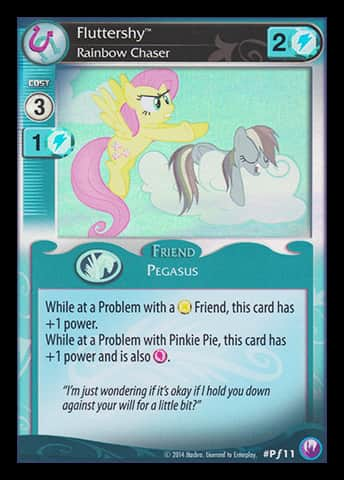 Fluttershy™
Rainbow Chaser
2
COST
3
1
FRIEND
PEGASUS
While at a Problem with a Friend, this card has
+1 power.
While at a Problem with Pinkie Pie, this card has
+1 power and is also .
"I'm just wondering if it's okay if I hold you down
against your will for a little bit?"
© 2014 Hasbro. Licensed to Enterplay.
#Pƒ11